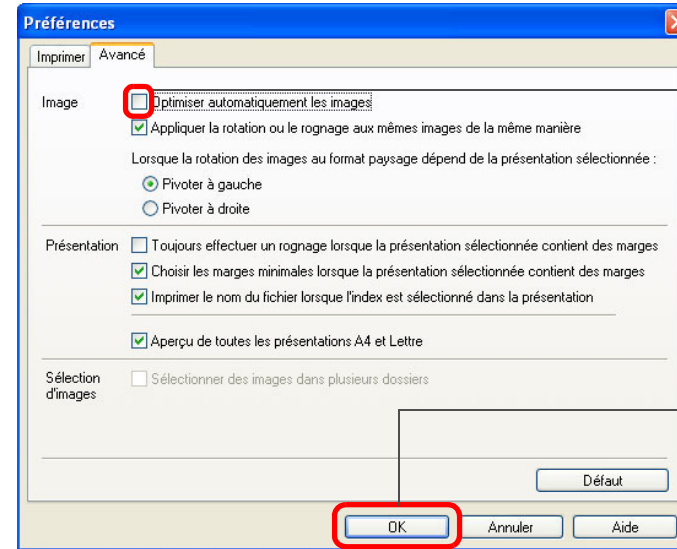 Préférences
Imprimer Avancé
Image Optimiser automatiquement les images
Appliquer la rotation ou le rognage aux mêmes images de la même manière
Lorsque la rotation des images au format paysage dépend de la présentation sélectionnée :
Pivoter à gauche
Pivoter à droite
Présentation Toujours effectuer un rognage lorsque la présentation sélectionnée contient des marges
Choisir les marges minimales lorsque la présentation sélectionnée contient des marges
Imprimer le nom du fichier lorsque l'index est sélectionné dans la présentation
Aperçu de toutes les présentations A4 et Lettre
Sélection d'images Sélectionner des images dans plusieurs dossiers
Défaut
OK Annuler Aide